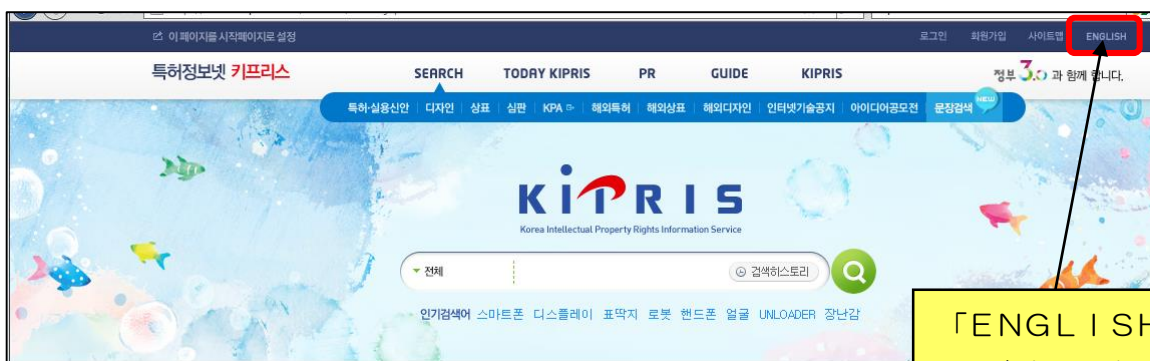 이 페이지를 시작페이지로 설정 로그인 회원가입 사이트맵 ENGLISH
특허정보넷 키프리스 SEARCH TODAY KIPRIS PR GUIDE KIPRIS 정부 3.0 과 함께 합니다.
특허·실용신안 디자인 상표 심판 KPA 해외특허 해외상표 해외디자인 인터넷기술공지 아이디어공모전 문장검색 NEW
KIPRIS
Korea Intellectual Property Rights Information Service
전체 검색히스토리
인기검색어 스마트폰 디스플레이 표딱지 로봇 핸드폰 얼굴 UNLOADER 장난감
「ENGLISH